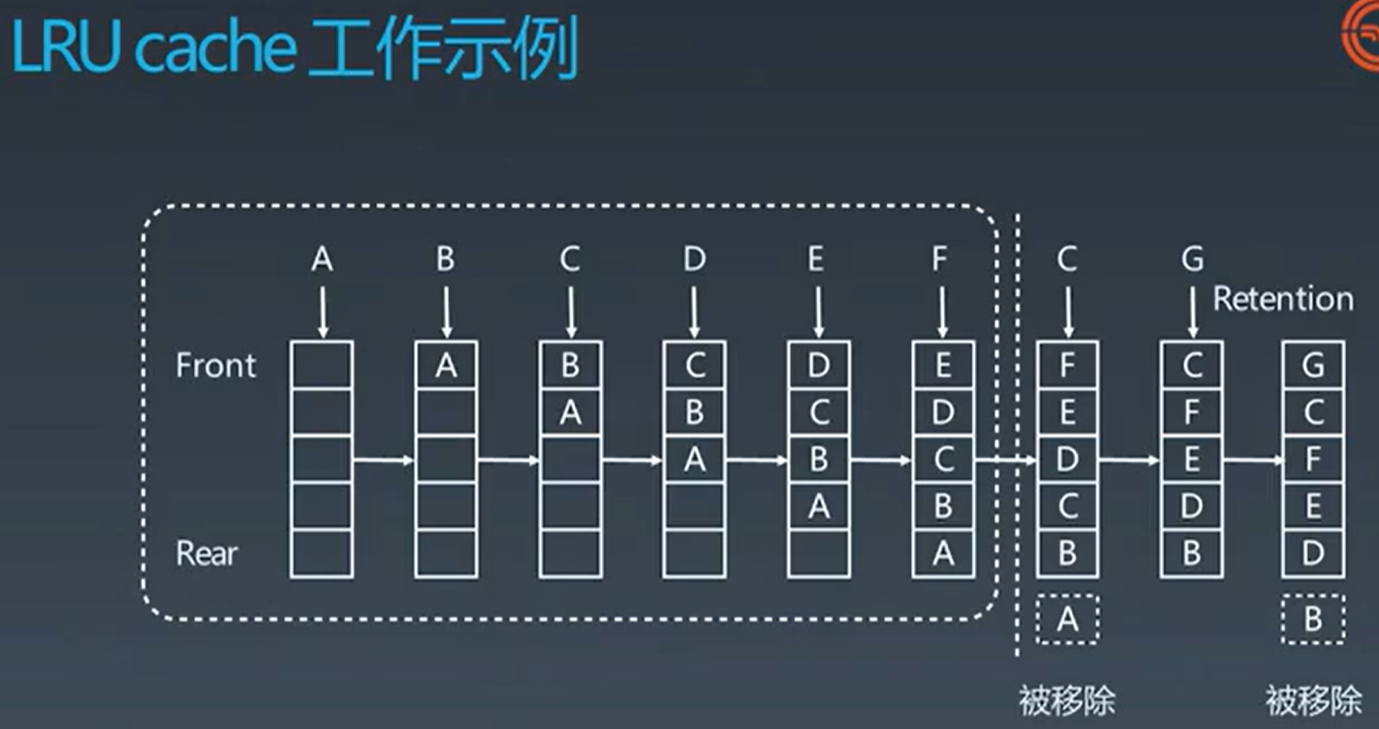 LRU cache 工作示例
A B C D E F C G
Retention
Front A B C D E F C G
A B C D E F C
A B C D E F
A B C D E
Rear A B B D
A B
被移除 被移除